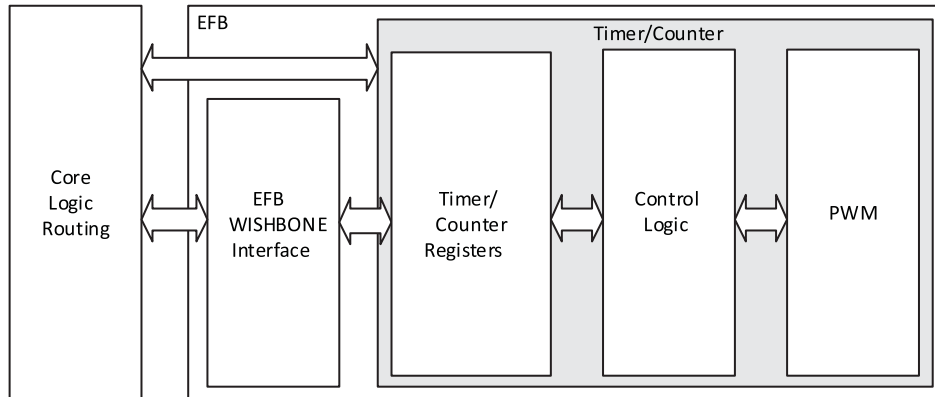 EFB
Timer/Counter
Core
Logic
Routing
EFB
WISHBONE
Interface
Timer/
Counter
Registers
Control
Logic
PWM